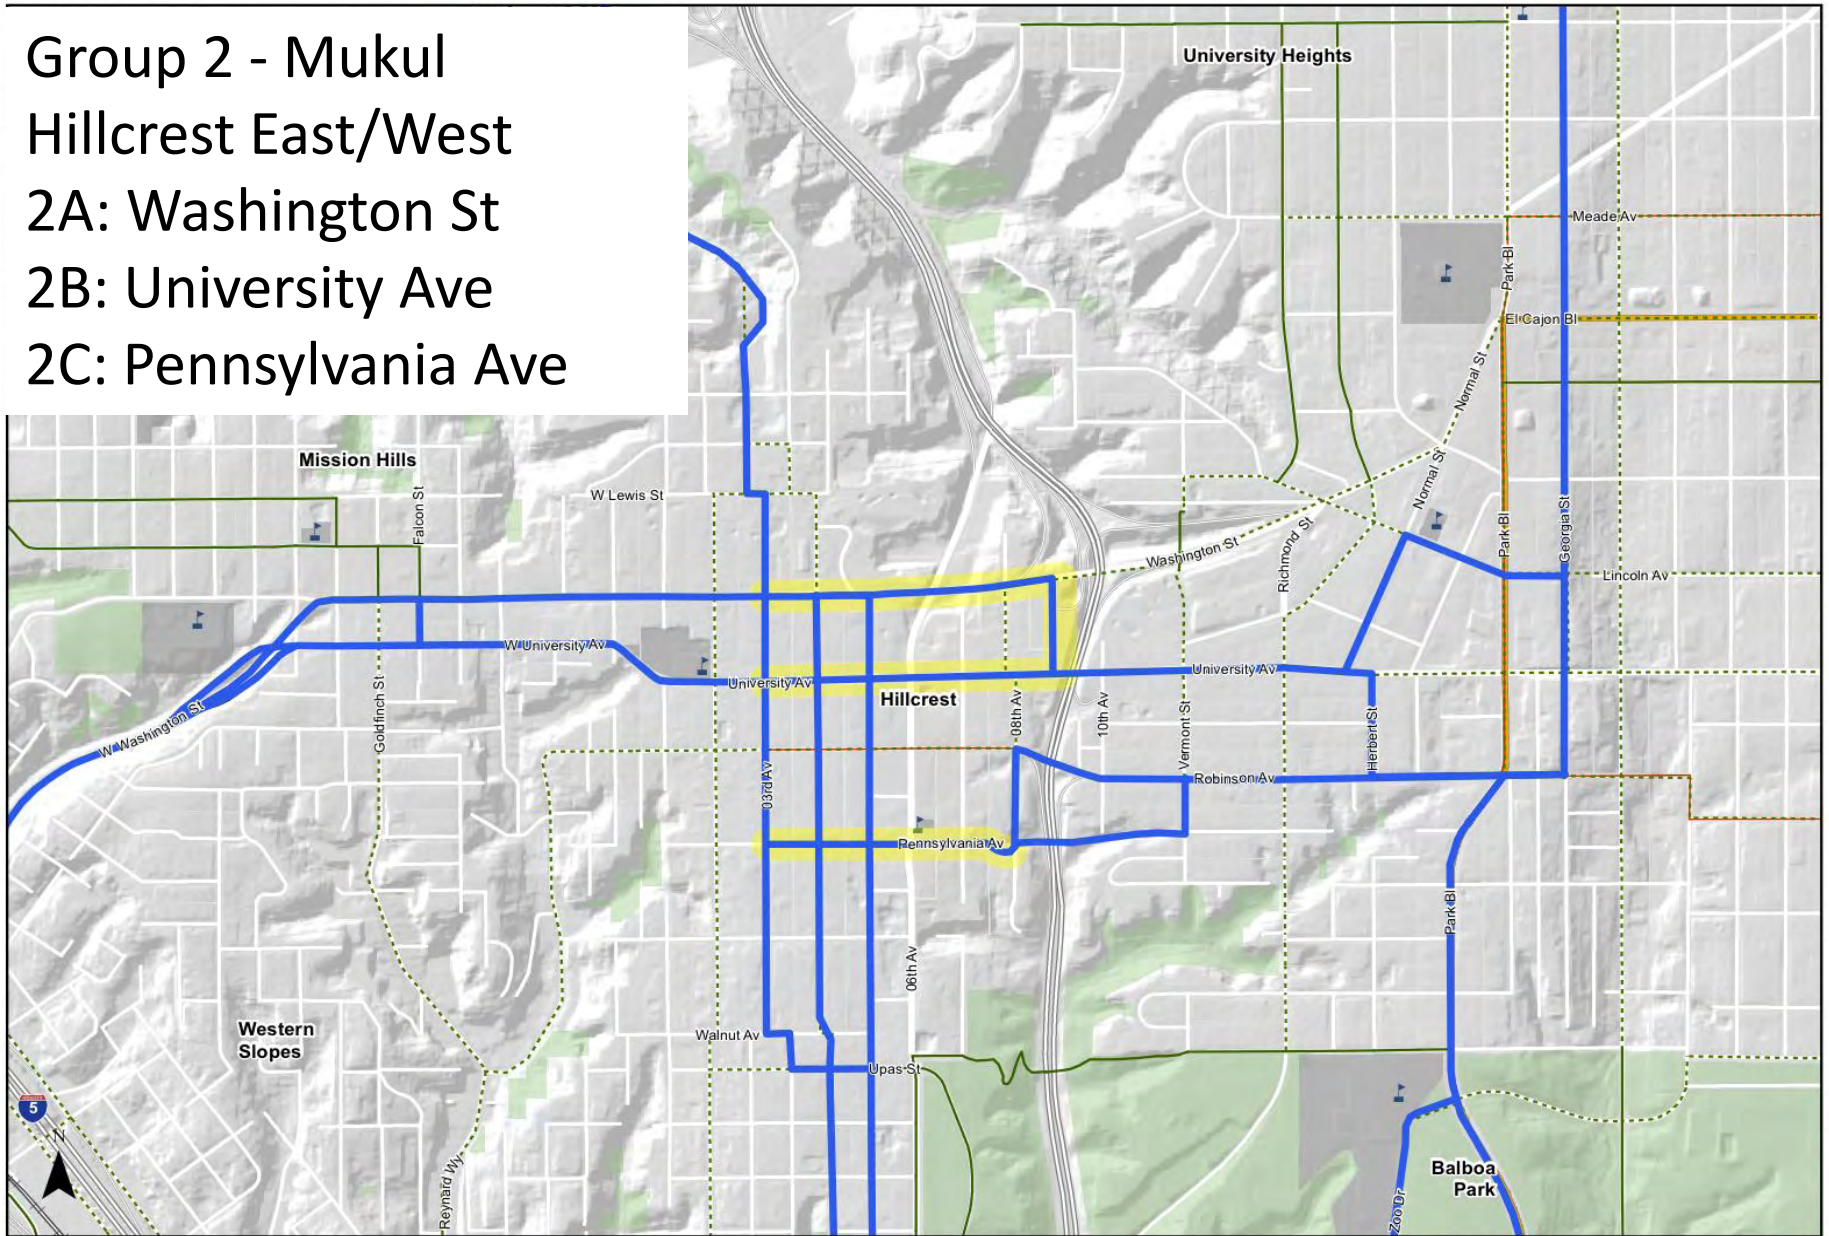 Group 2 - Mukul
Hillcrest East/West
2A: Washington St
2B: University Ave
2C: Pennsylvania Ave
University Heights
Meade Av
Park Bl
El Cajon Bl
Normal St
Mission Hills
Falcon St
W Lewis St
Normal St
Park Bl
Georgia St
Washington St
Richmond St
Lincoln Av
W University Av
University Av
University Av
Hillcrest
W Washington St
Goldfinch St
08th Av
10th Av
Vermont St
Herbert St
03rd Av
Robinson Av
Pennsylvania Av
Park Bl
06th Av
Western
Slopes
Walnut Av
Upas St
INTERSTATE
5
N
Reynard Wy
Balboa
Park
Zoo Dr